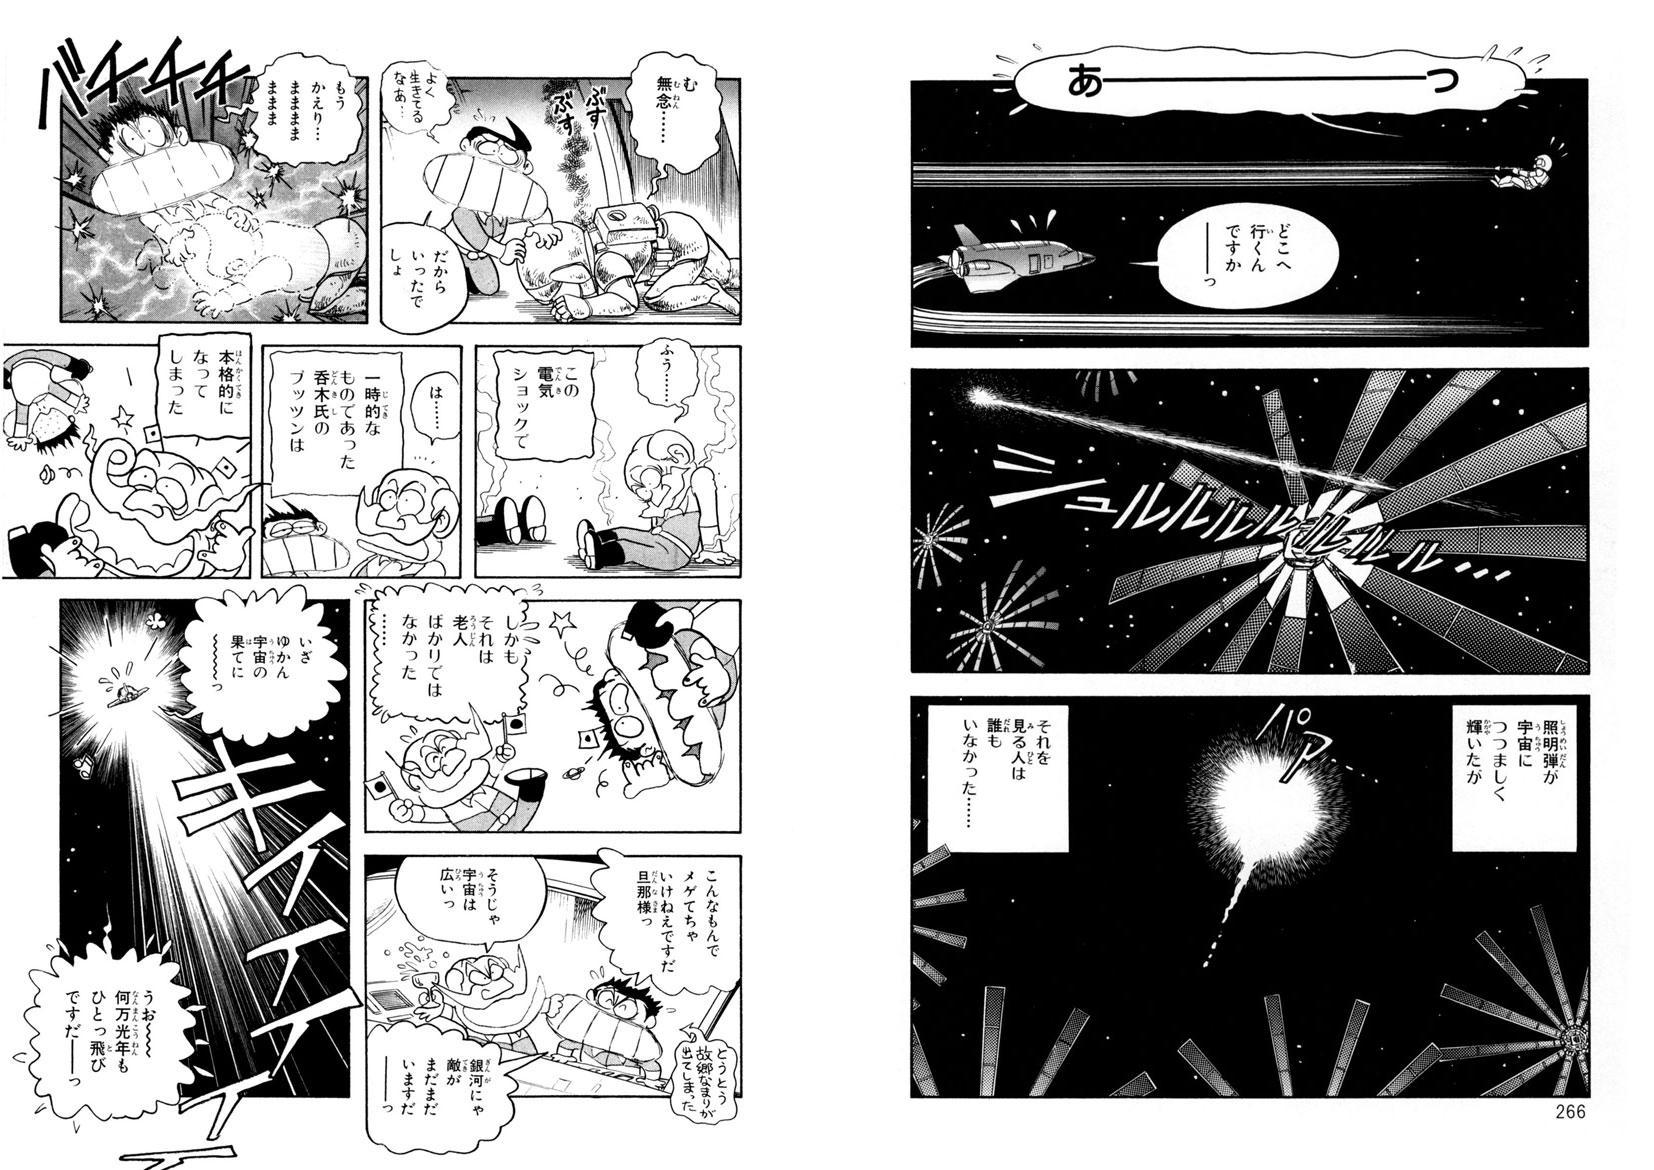 あ――――――つ
どこへ
行くん
ですか
――っ
ュルルルルルルルル…
照明弾が
宇宙に
つつましく
輝いたが
パァ……
それを
見る人は
誰も
いなかった……
266
む
無念……
ぶす
ぶす
よく
生きてる
なあ…
だから
いったで
しょ
もう
かえり…
まままま
ままま
バチチチ
ふう……
この
電気
ショックで
は……
一時的な
ものであった
呑木氏の
プッツンは
本格的に
なって
しまった
しかも
それは
老人
ばかりでは
なかった
……
こんなもんで
メゲてちゃ
いけねえですだ
旦那様っ
そうじゃ
宇宙は
広いっ
とうとう
故郷なまりが
出てしまった
銀河にゃ
敵が
まだまだ
いますだ
――っ
いざ
ゆかん
宇宙の
果てに
~~~~っ
キイイイイイ
うお~~~~
何万光年も
ひとっ飛び
ですだ――っ